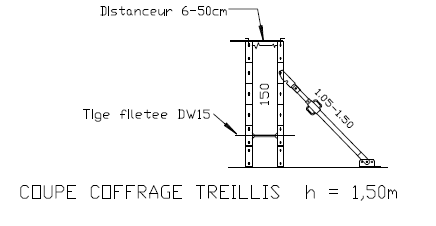 Distanceur 6-50cm
150
1.05-1.50
Tige filetee DW15
COUPE COFFRAGE TREILLIS h = 1,50m